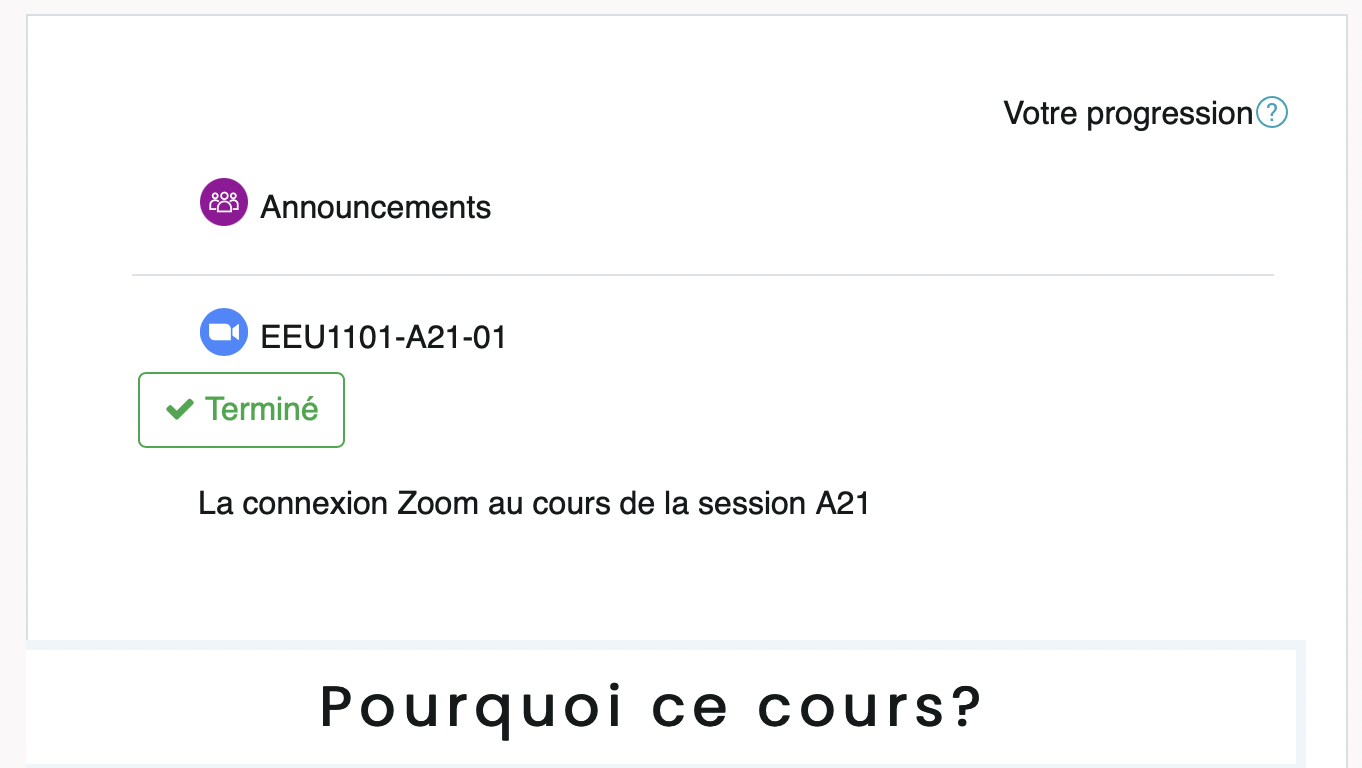 Votre progression?
Announcements
EEU1101-A21-01
Terminé
La connexion Zoom au cours de la session A21
Pourquoi ce cours?